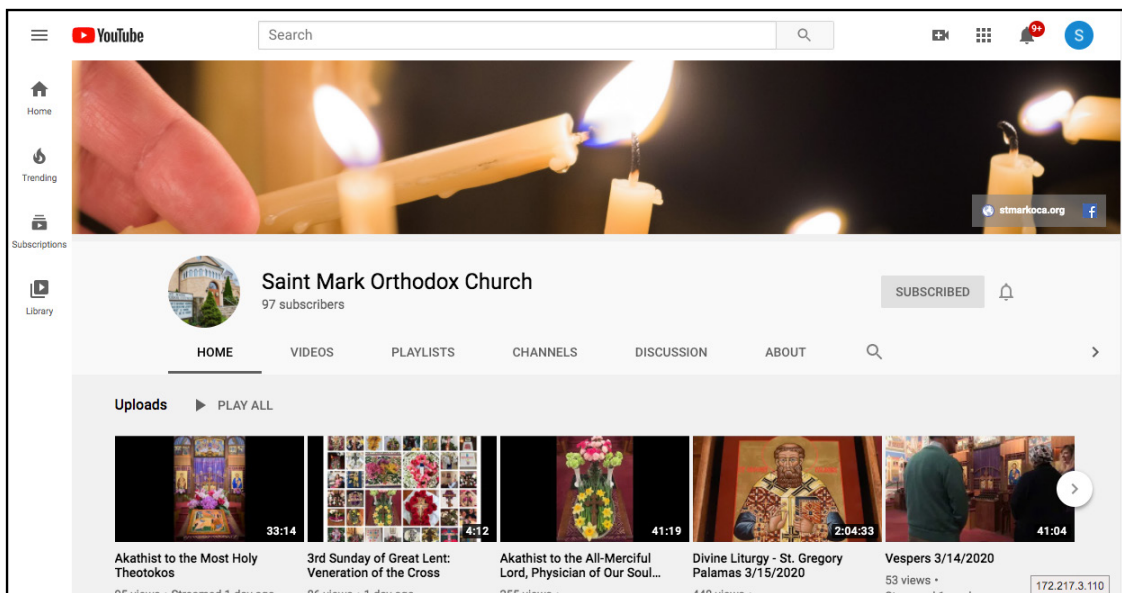 YouTube
Search
9+
S
Home
Trending
Subscriptions
Library
stmarkoca.org
Saint Mark Orthodox Church
97 subscribers
SUBSCRIBED
HOME VIDEOS PLAYLISTS CHANNELS DISCUSSION ABOUT
Uploads PLAY ALL
33:14 4:12 41:19 2:04:33 41:04
Akathist to the Most Holy
Theotokos
3rd Sunday of Great Lent:
Veneration of the Cross
Akathist to the All-Merciful
Lord, Physician of Our Soul...
Divine Liturgy - St. Gregory
Palamas 3/15/2020
Vespers 3/14/2020
53 views •
172.217.3.110